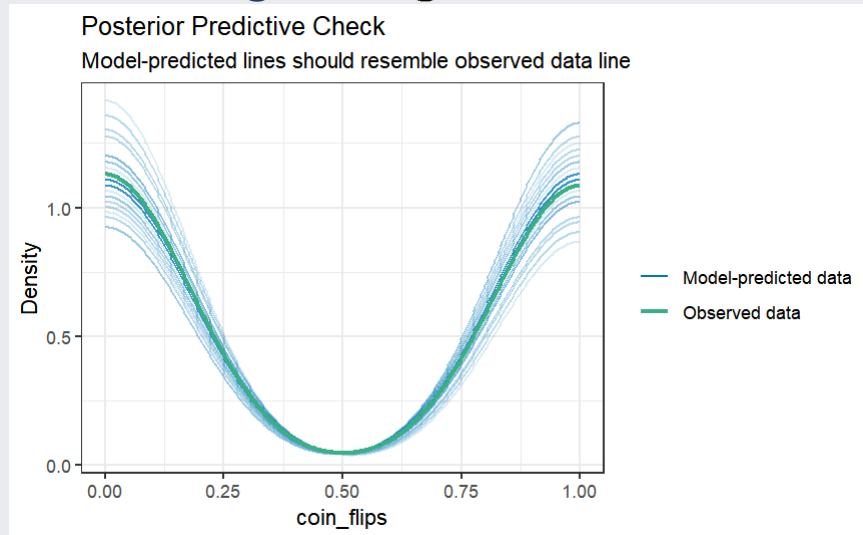 Posterior Predictive Check
Model-predicted lines should resemble observed data line
Density
1.0
0.5
0.0
0.00 0.25 0.50 0.75 1.00
coin_flips
Model-predicted data
Observed data